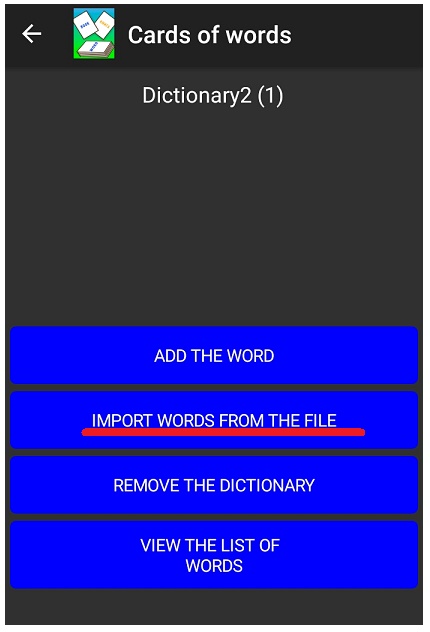 Cards of words
Dictionary2 (1)
ADD THE WORD
IMPORT WORDS FROM THE FILE
REMOVE THE DICTIONARY
VIEW THE LIST OF
WORDS